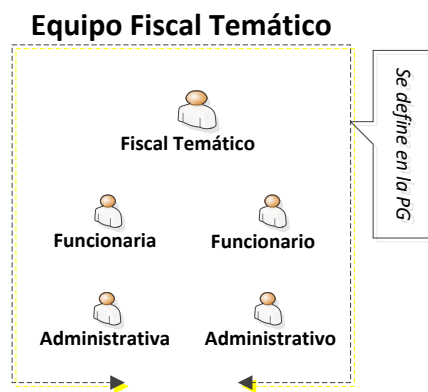 Equipo Fiscal Temático
Se define en la PG
Fiscal Temático
Funcionaria
Funcionario
Administrativa
Administrativo